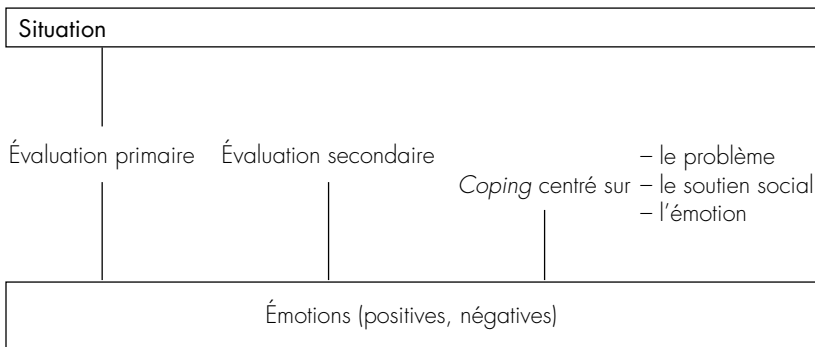 Situation
Évaluation primaire
Évaluation secondaire
Coping centré sur
– le problème
– le soutien social
– l'émotion
Émotions (positives, négatives)